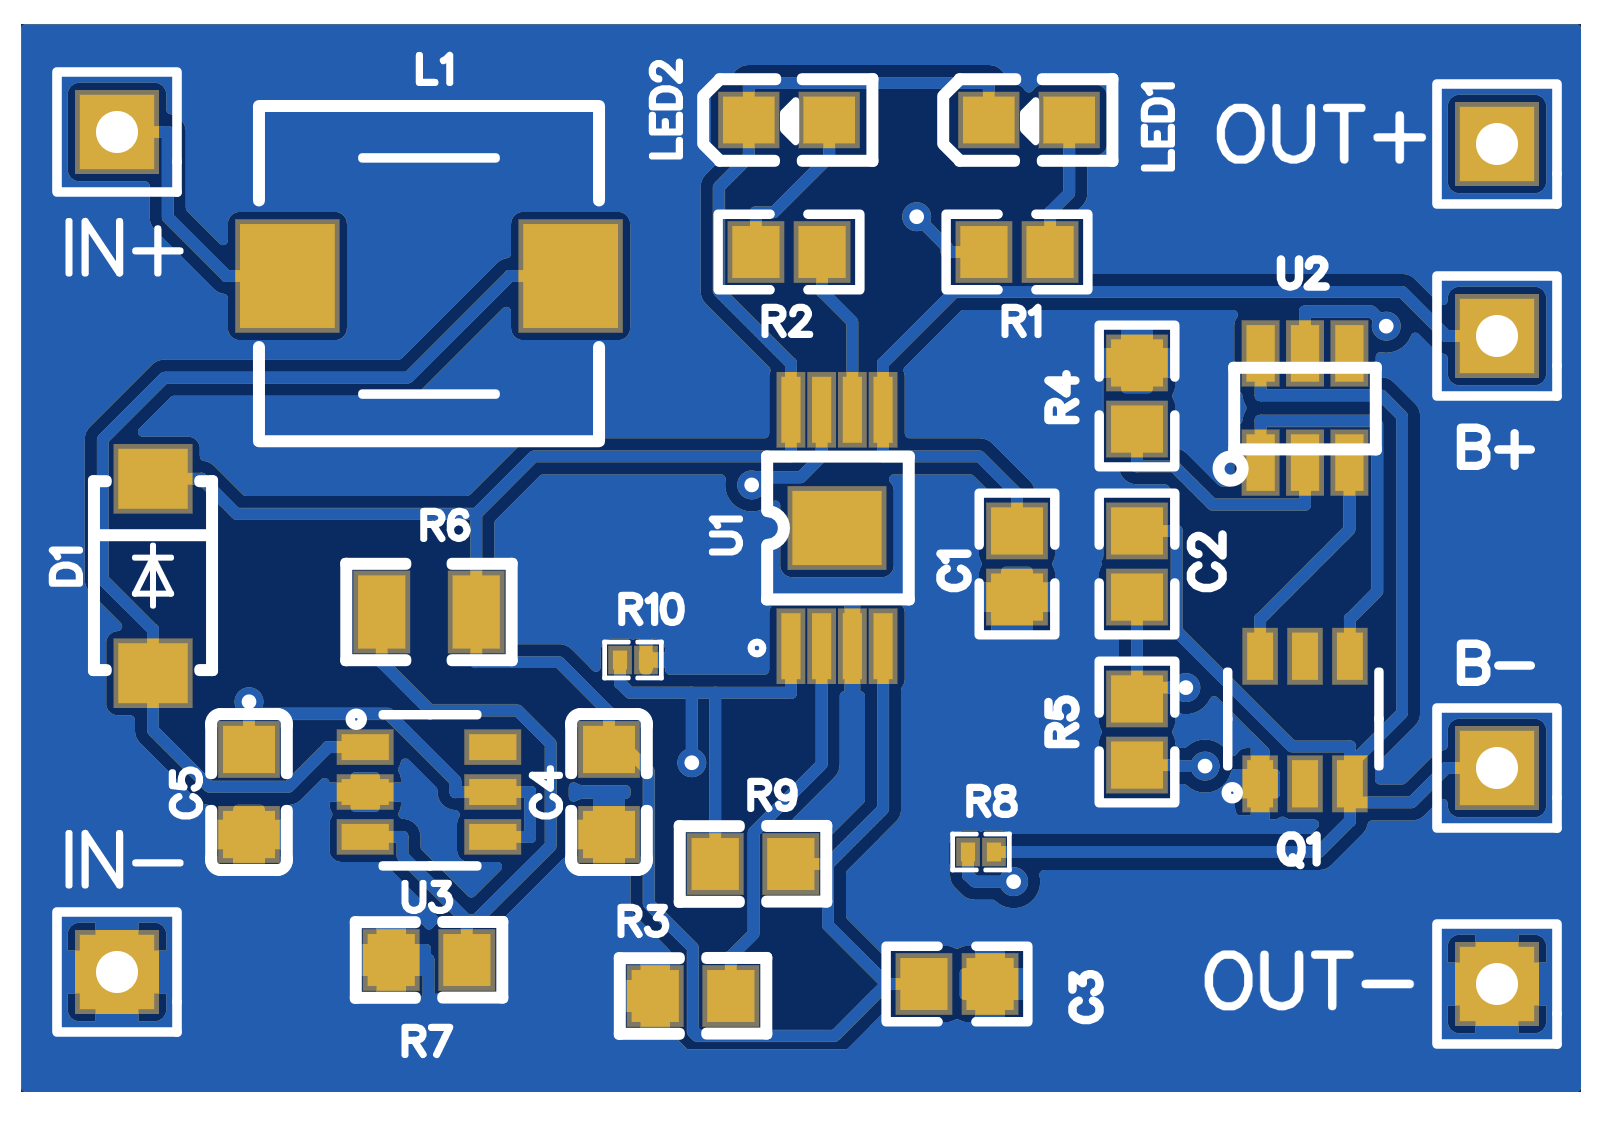 L1
LED2
LED1
OUT+
IN+
U2
R2
R1
R4
B+
R6
U1
D1
C1
C2
R10
B-
R5
C5
C4
R9
R8
IN-
Q1
U3
R3
OUT-
C3
R7